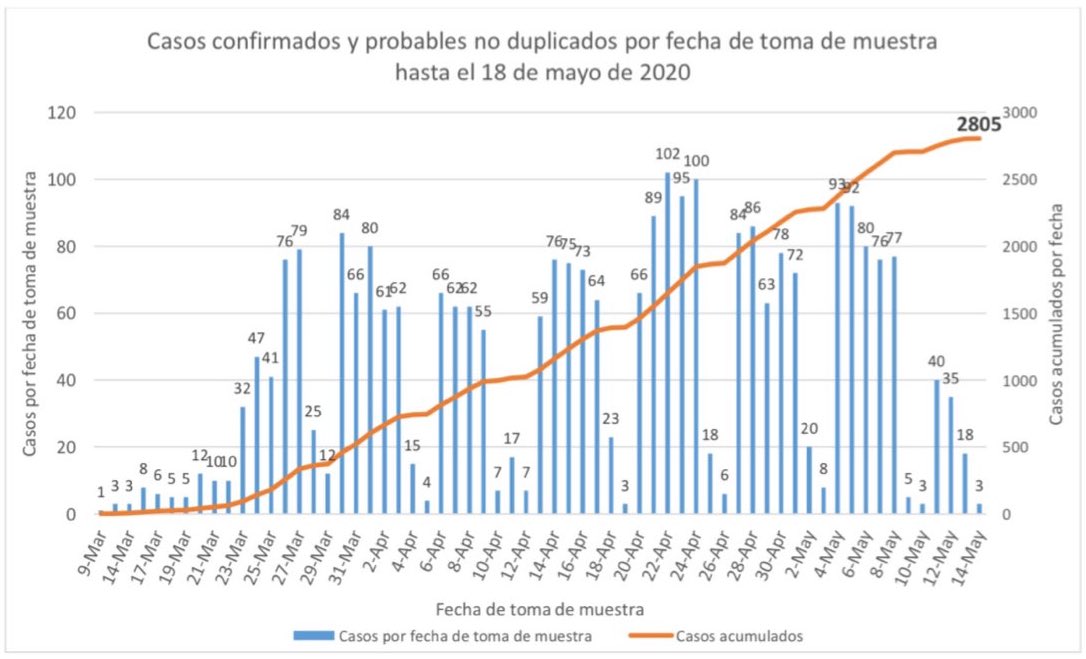 Casos confirmados y probables no duplicados por fecha de toma de muestra
hasta el 18 de mayo de 2020
Casos por fecha de toma de muestra
120
100
80
60
40
20
0
1 3 3 8 6 5 5 12 10 10 32 47 41 76 79 25 12 84 66 80 61 62 15 4 66 62 62 55 7 17 7 59 76 75 73 64 23 3 66 89 102 95 100 18 6 84 86 63 78 72 20 8 93 92 80 76 77 5 3 40 35 18 3
2805
3000
2500
2000
1500
1000
500
0
Casos acumulados por fecha
9-Mar 14-Mar 17-Mar 19-Mar 21-Mar 23-Mar 25-Mar 27-Mar 29-Mar 31-Mar 2-Apr 4-Apr 6-Apr 8-Apr 10-Apr 12-Apr 14-Apr 16-Apr 18-Apr 20-Apr 22-Apr 24-Apr 26-Apr 28-Apr 30-Apr 2-May 4-May 6-May 8-May 10-May 12-May 14-May
Fecha de toma de muestra
Casos por fecha de toma de muestra
Casos acumulados